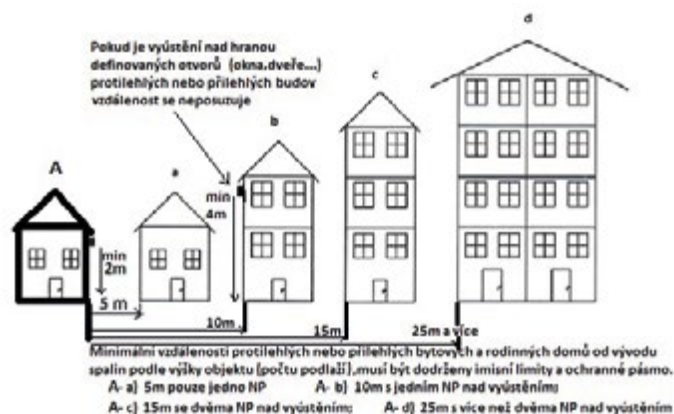 d
Pokud je vyústění nad hranou
definovaných otvorů (okna,dveře...)
protilehlých nebo přilehlých budov
vzdálenost se neposuzuje
c
b
A
a
min
4m
min
2m
5 m
10m
15m
25m a více
Minimální vzdálenosti protilehlých nebo přilehlých bytových a rodinných domů od vývodu
spalin podle výšky objektu (počtu podlaží),musí být dodrženy imisní limity a ochranné pásmo.
A- a) 5m pouze jedno NP A- b) 10m s jedním NP nad vyústěním;
A- c) 15m se dvěma NP nad vyústěním; A- d) 25m s více než dvěma NP nad vyústěním